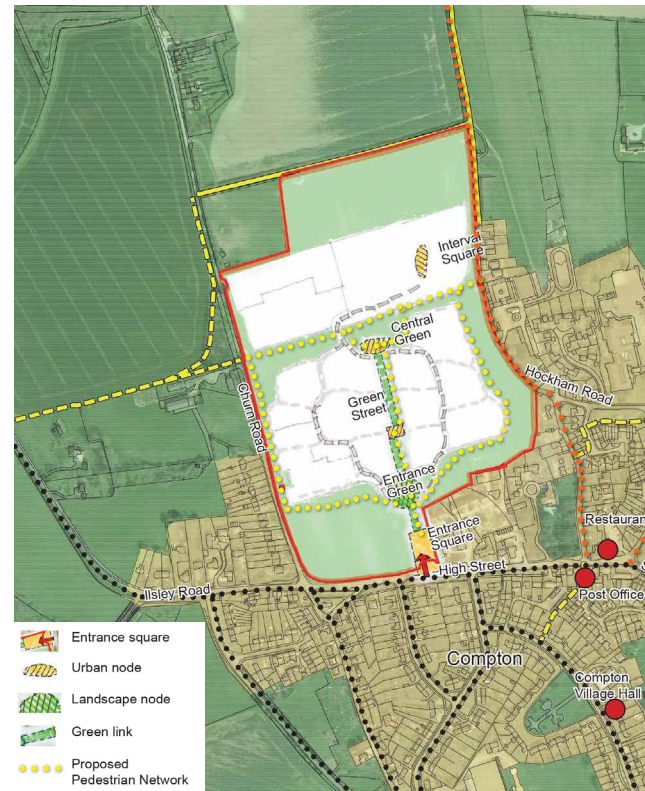 Interval
Square
Central
Green
Hockham Road
Green
Street
Churn Road
Entrance
Green
Entrance
Square
Restauran
High Street
S
Ilsley Road
Post Office
Compton
Compton
Village Hall
Entrance square
Urban node
Landscape node
Green link
Proposed
Pedestrian Network